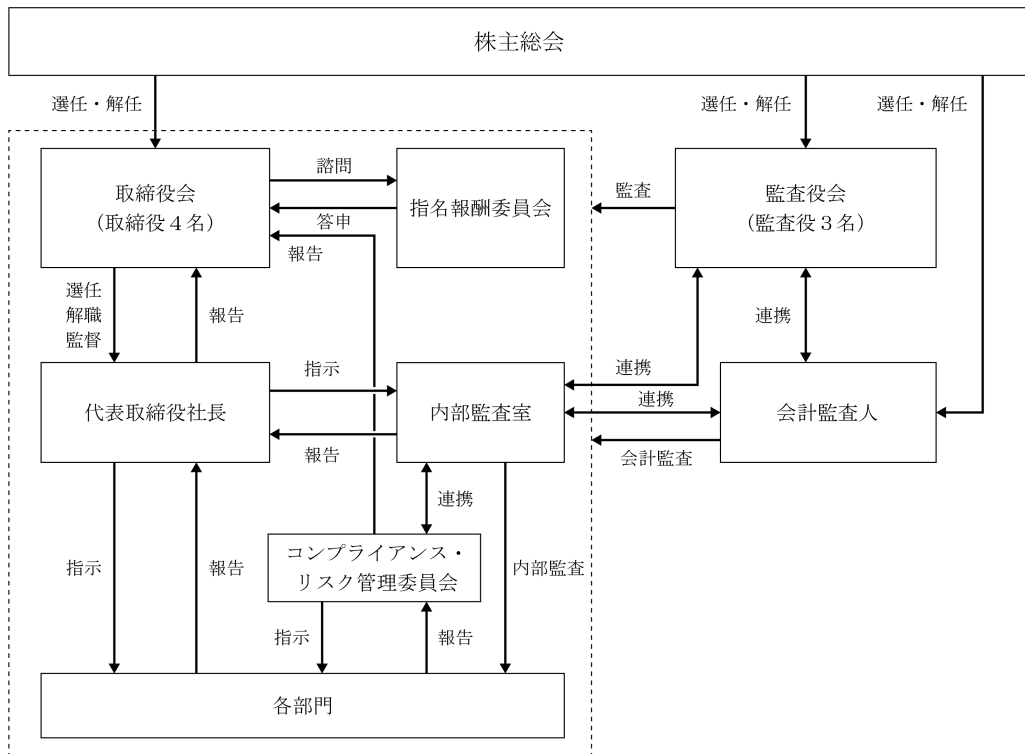 株主総会
選任・解任
選任・解任
選任・解任
取締役会
（取締役４名）
諮問
答申
報告
指名報酬委員会
監査
監査役会
（監査役３名）
選任
解職
監督
報告
連携
代表取締役社長
指示
報告
内部監査室
連携
連携
会計監査
会計監査人
指示
報告
連携
コンプライアンス・
リスク管理委員会
内部監査
指示
報告
各部門